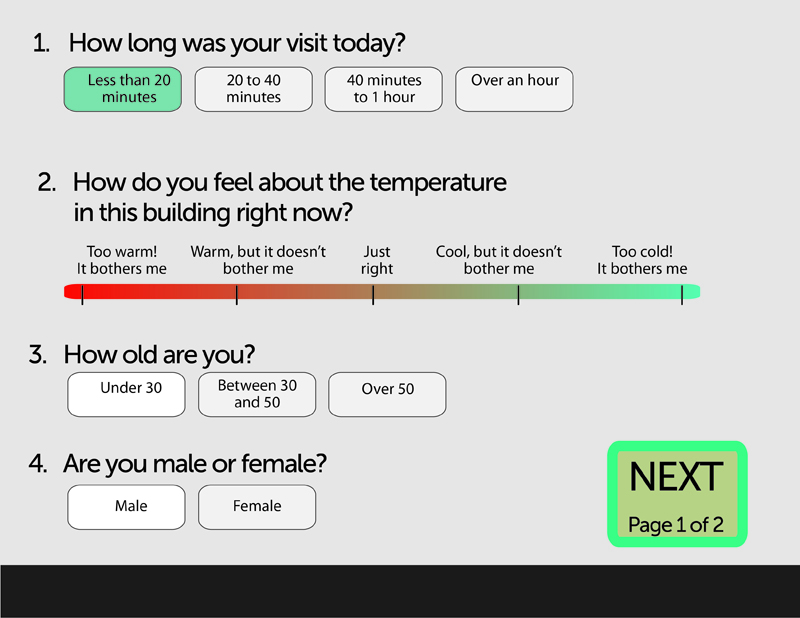 1. How long was your visit today?
Less than 20 minutes
20 to 40 minutes
40 minutes to 1 hour
Over an hour
2. How do you feel about the temperature
in this building right now?
Too warm!
It bothers me
Warm, but it doesn't
bother me
Just
right
Cool, but it doesn't
bother me
Too cold!
It bothers me
3. How old are you?
Under 30
Between 30
and 50
Over 50
4. Are you male or female?
Male
Female
NEXT
Page 1 of 2